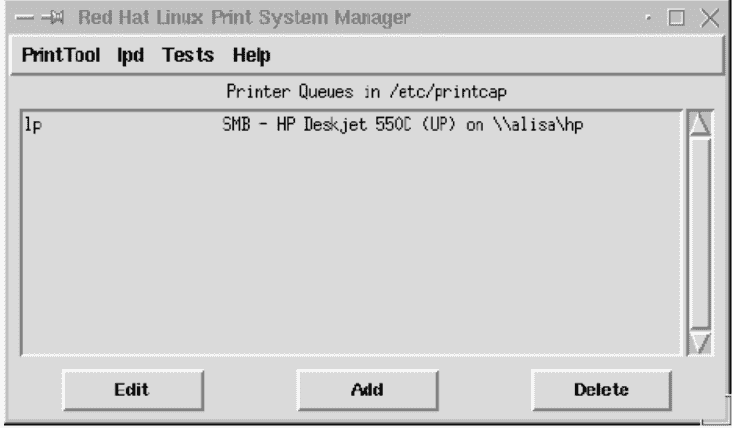 Red Hat Linux Print System Manager
PrintTool lpd Tests Help
Printer Queues in /etc/printcap
lp SMB - HP Deskjet 550C (UP) on \\alisa\hp
Edit Add Delete